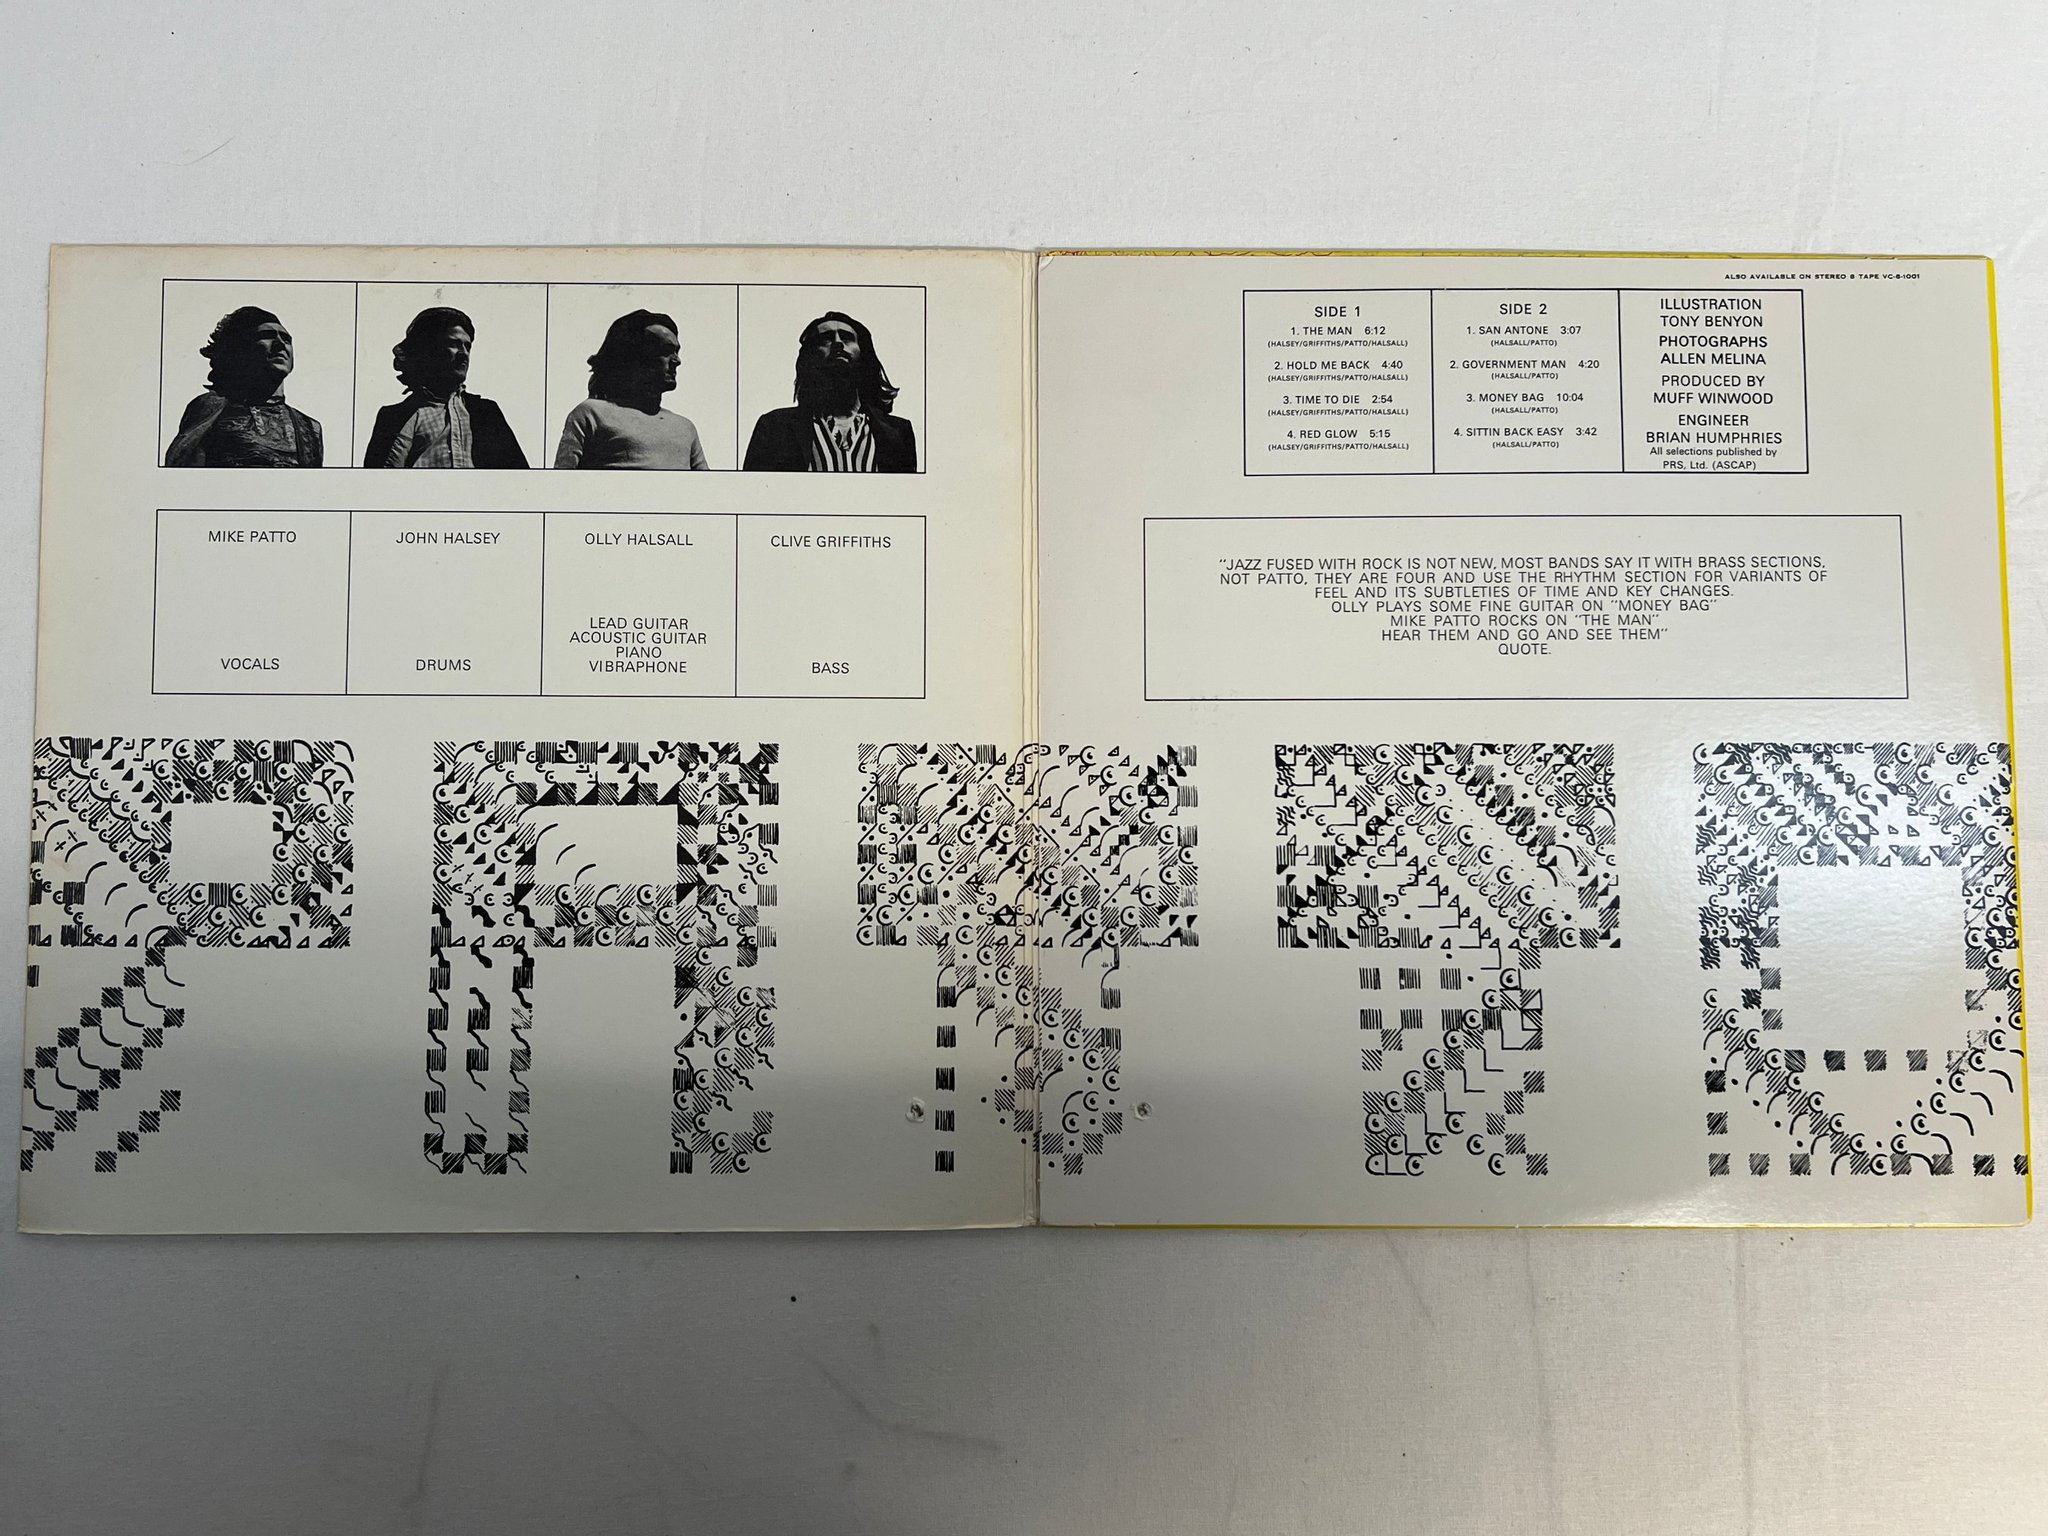 ALSO AVAILABLE ON STEREO 8 TAPE VC-8-1001
MIKE PATTO
VOCALS
JOHN HALSEY
DRUMS
OLLY HALSALL
LEAD GUITAR
ACOUSTIC GUITAR
PIANO
VIBRAPHONE
CLIVE GRIFFITHS
BASS
SIDE 1
1. THE MAN 6:12
(HALSEY/GRIFFITHS/PATTO/HALSALL)
2. HOLD ME BACK 4:40
(HALSEY/GRIFFITHS/PATTO/HALSALL)
3. TIME TO DIE 2:54
(HALSEY/GRIFFITHS/PATTO/HALSALL)
4. RED GLOW 5:15
(HALSEY/GRIFFITHS/PATTO/HALSALL)
SIDE 2
1. SAN ANTONE 3:07
(HALSALL/PATTO)
2. GOVERNMENT MAN 4:20
(HALSALL/PATTO)
3. MONEY BAG 10:04
(HALSALL/PATTO)
4. SITTIN BACK EASY 3:42
(HALSALL/PATTO)
ILLUSTRATION
TONY BENYON
PHOTOGRAPHS
ALLEN MELINA
PRODUCED BY
MUFF WINWOOD
ENGINEER
BRIAN HUMPHRIES
All selections published by
PRS, Ltd. (ASCAP)
"JAZZ FUSED WITH ROCK IS NOT NEW, MOST BANDS SAY IT WITH BRASS SECTIONS,
NOT PATTO, THEY ARE FOUR AND USE THE RHYTHM SECTION FOR VARIANTS OF
FEEL AND ITS SUBTLETIES OF TIME AND KEY CHANGES.
OLLY PLAYS SOME FINE GUITAR ON "MONEY BAG"
MIKE PATTO ROCKS ON "THE MAN"
HEAR THEM AND GO AND SEE THEM"
QUOTE.
PATTO